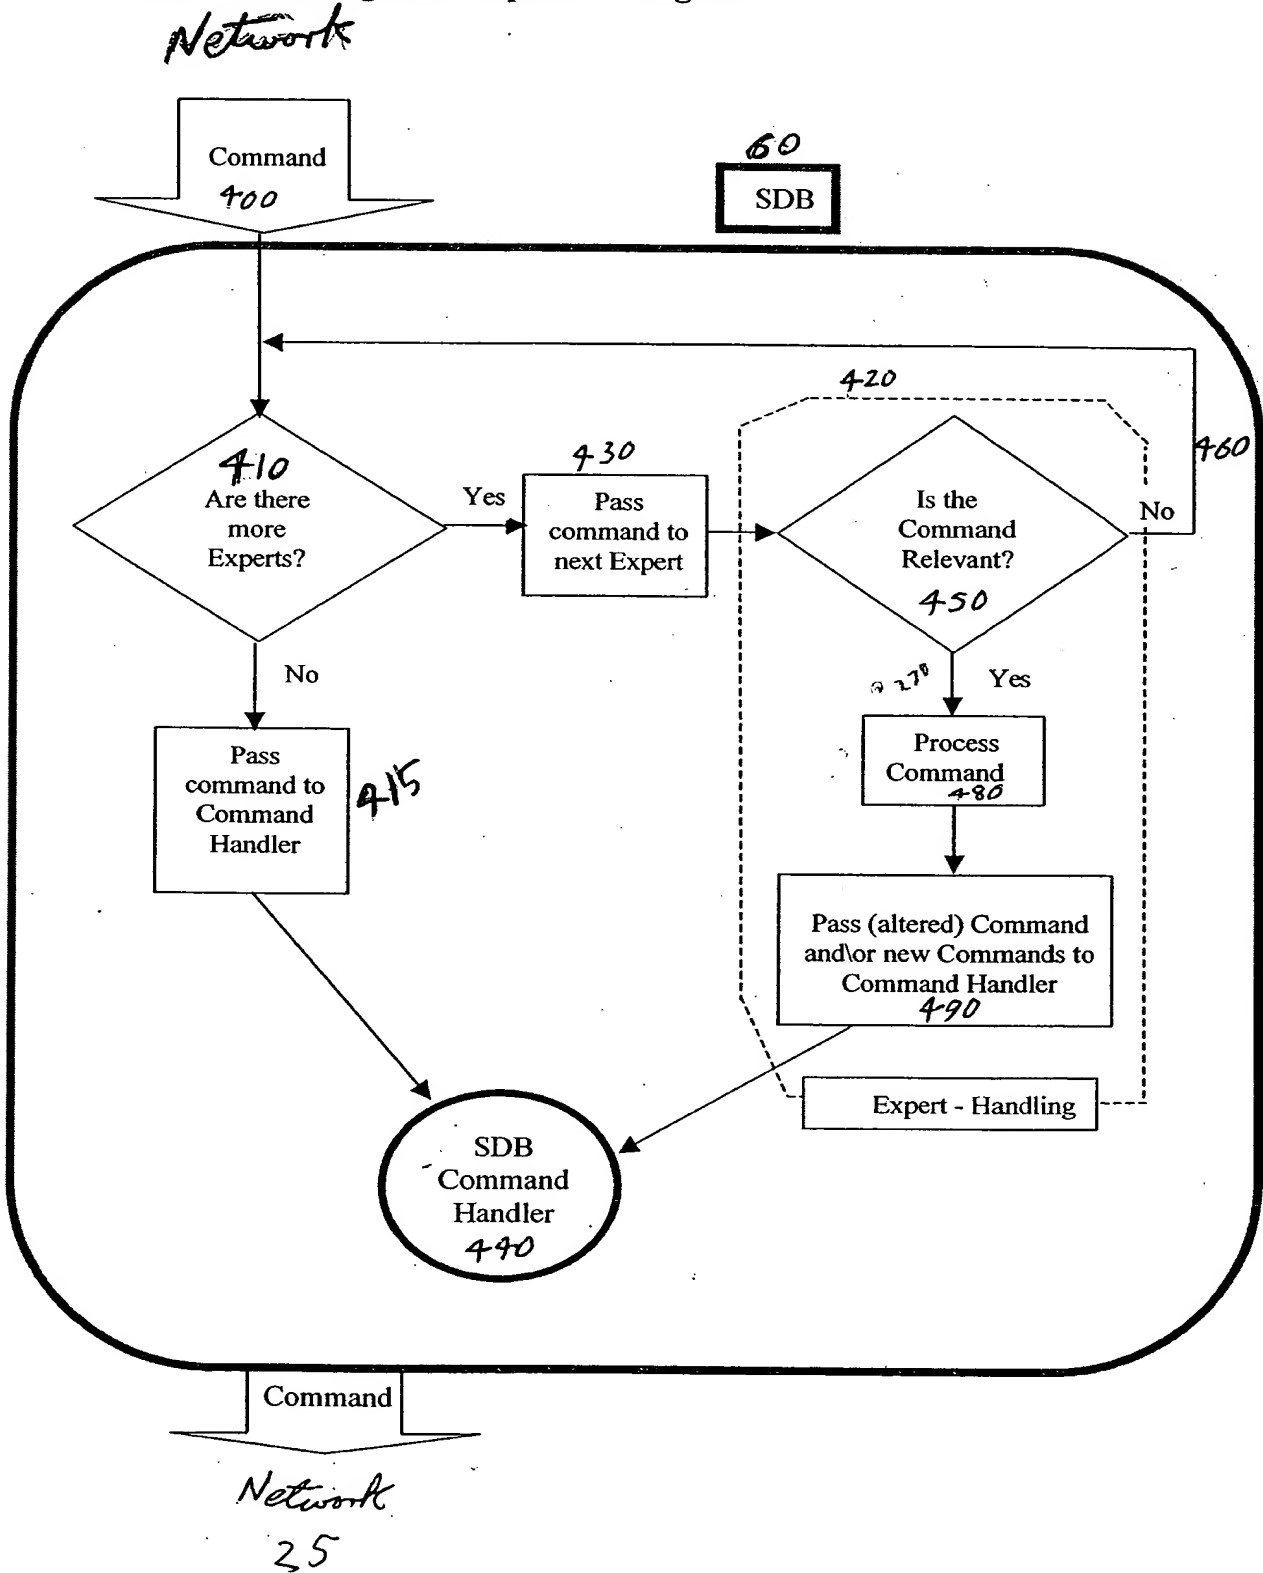 Network
Command
400
60
SDB
420
460
410
Are there
more
Experts?
Yes
430
Pass
command to
next Expert
Is the
Command
Relevant?
450
No
No
Yes
Pass
command to
Command
Handler
415
Process
Command
480
Pass (altered) Command
and\or new Commands to
Command Handler
490
Expert - Handling
SDB
Command
Handler
440
Command
Network
25